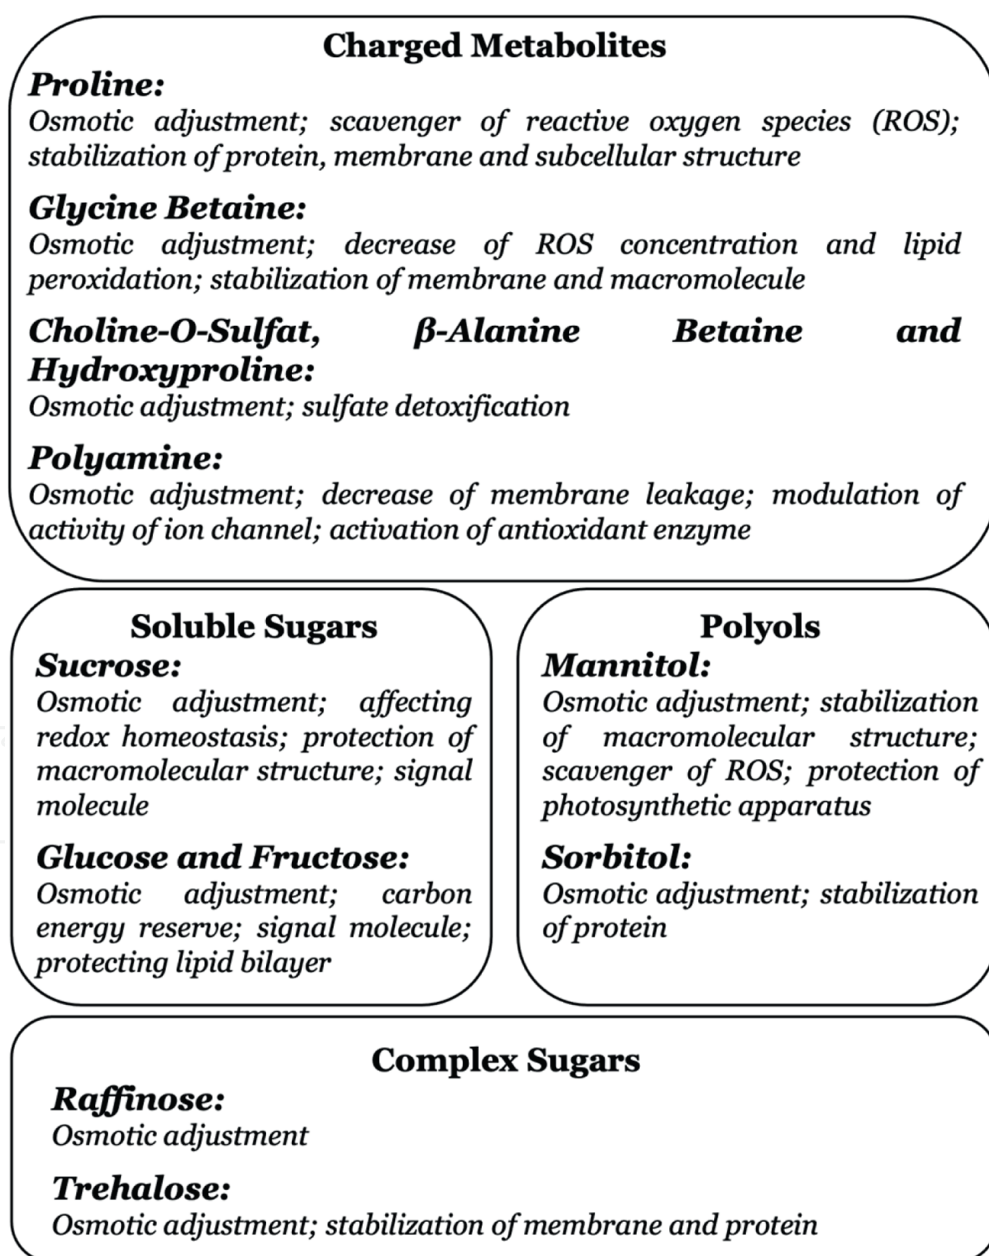 Charged Metabolites
Proline:
Osmotic adjustment; scavenger of reactive oxygen species (ROS);
stabilization of protein, membrane and subcellular structure
Glycine Betaine:
Osmotic adjustment; decrease of ROS concentration and lipid
peroxidation; stabilization of membrane and macromolecule
Choline-O-Sulfat, β-Alanine Betaine and
Hydroxyproline:
Osmotic adjustment; sulfate detoxification
Polyamine:
Osmotic adjustment; decrease of membrane leakage; modulation of
activity of ion channel; activation of antioxidant enzyme
Soluble Sugars
Sucrose:
Osmotic adjustment; affecting
redox homeostasis; protection of
macromolecular structure; signal
molecule
Glucose and Fructose:
Osmotic adjustment; carbon
energy reserve; signal molecule;
protecting lipid bilayer
Polyols
Mannitol:
Osmotic adjustment; stabilization
of macromolecular structure;
scavenger of ROS; protection of
photosynthetic apparatus
Sorbitol:
Osmotic adjustment; stabilization
of protein
Complex Sugars
Raffinose:
Osmotic adjustment
Trehalose:
Osmotic adjustment; stabilization of membrane and protein